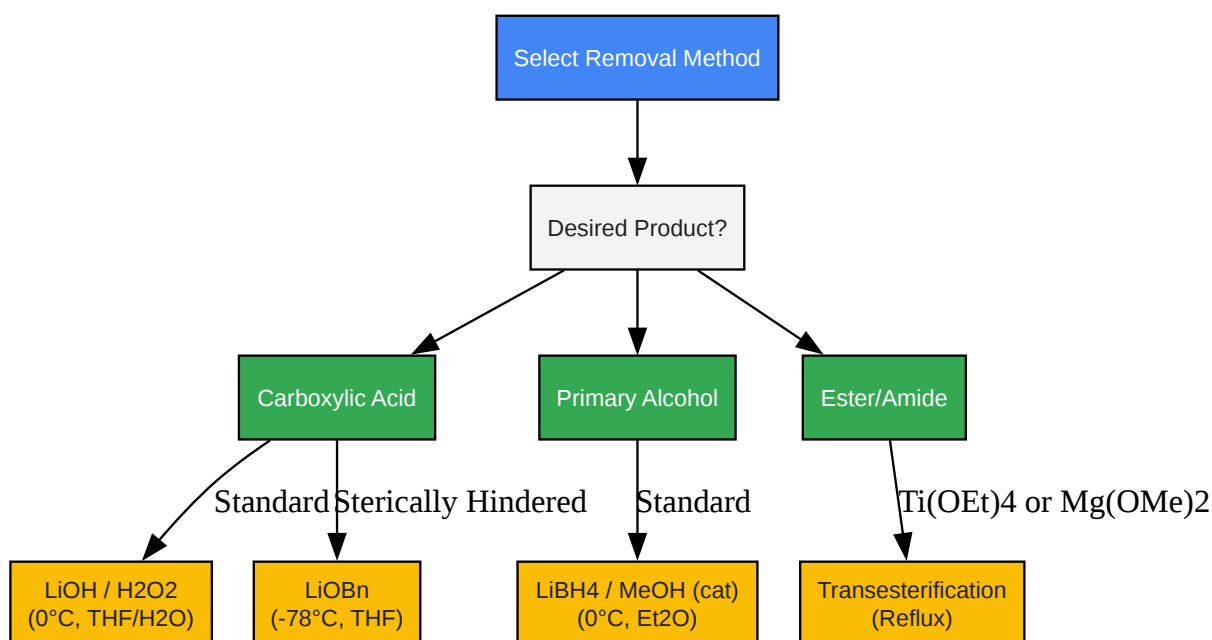 Select Removal Method
Desired Product?
Carboxylic Acid
Primary Alcohol
Ester/Amide
Standard
Sterically Hindered
Standard
Ti(OEt)4 or Mg(OMe)2
LiOH / H2O2
(0°C, THF/H2O)
LiOBn
(-78°C, THF)
LiBH4 / MeOH (cat)
(0°C, Et2O)
Transesterification
(Reflux)